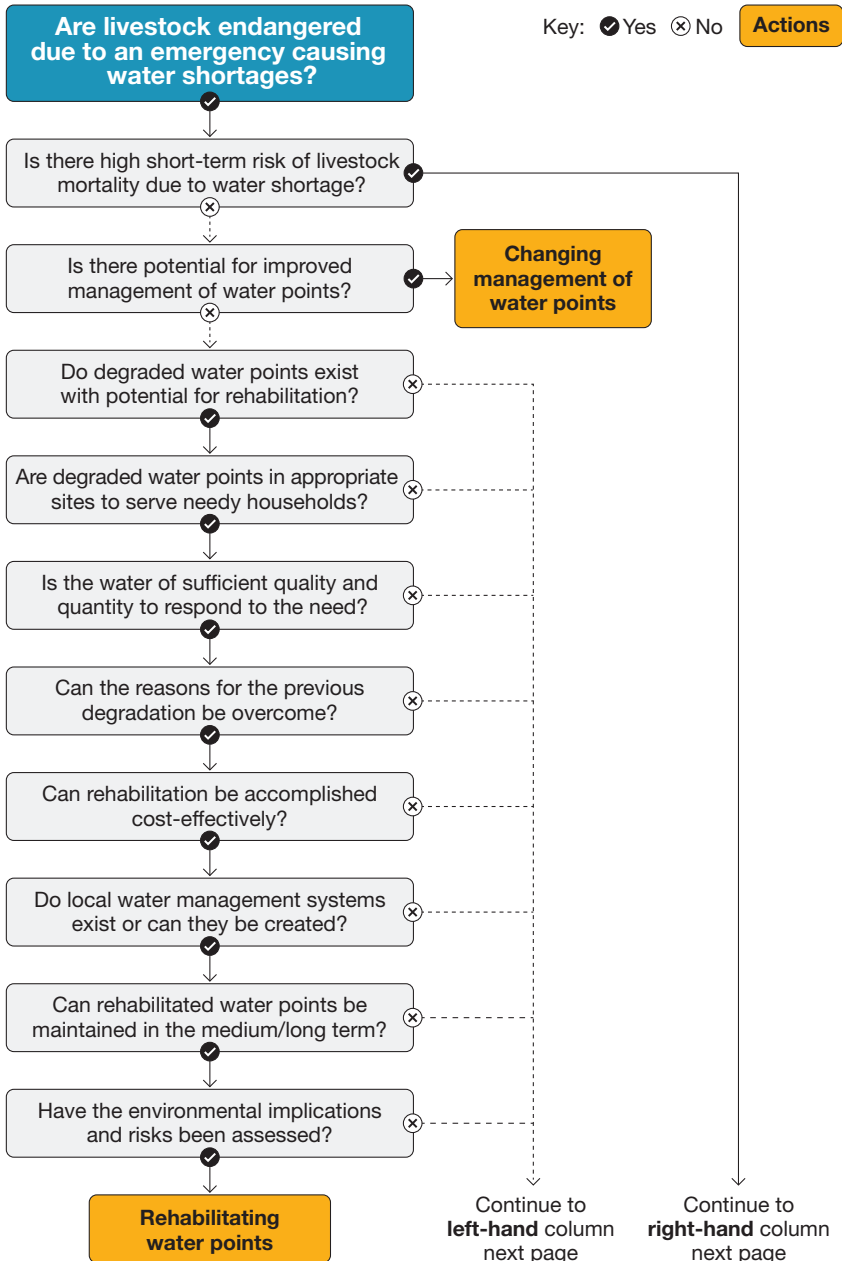 Are livestock endangered
due to an emergency causing
water shortages?
Key: Yes No Actions
Is there high short-term risk of livestock
mortality due to water shortage?
Is there potential for improved
management of water points?
Changing
management of
water points
Do degraded water points exist
with potential for rehabilitation?
Are degraded water points in appropriate
sites to serve needy households?
Is the water of sufficient quality and
quantity to respond to the need?
Can the reasons for the previous
degradation be overcome?
Can rehabilitation be accomplished
cost-effectively?
Do local water management systems
exist or can they be created?
Can rehabilitated water points be
maintained in the medium/long term?
Have the environmental implications
and risks been assessed?
Rehabilitating
water points
Continue to
left-hand column
next page
Continue to
right-hand column
next page